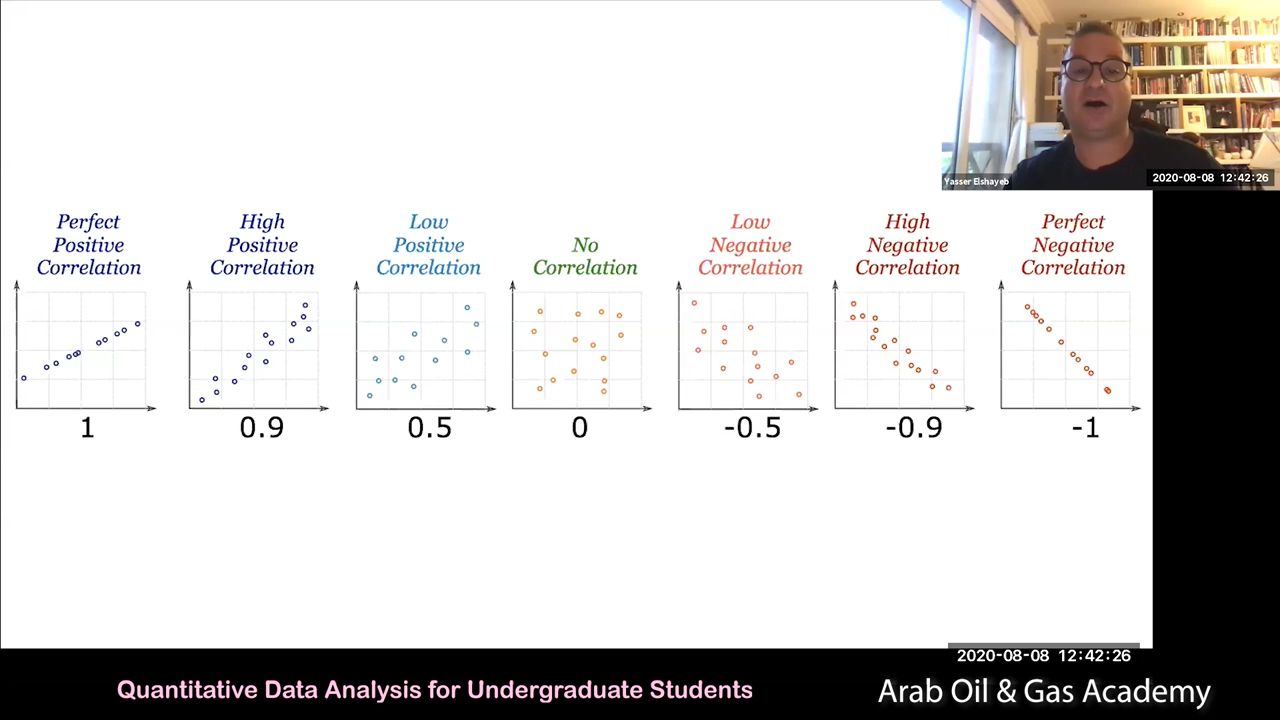 Yasser Elshayeb
2020-08-08 12:42:26
Perfect
Positive
Correlation
High
Positive
Correlation
Low
Positive
Correlation
No
Correlation
Low
Negative
Correlation
High
Negative
Correlation
Perfect
Negative
Correlation
1
0.9
0.5
0
-0.5
-0.9
-1
2020-08-08 12:42:26
Quantitative Data Analysis for Undergraduate Students
Arab Oil & Gas Academy